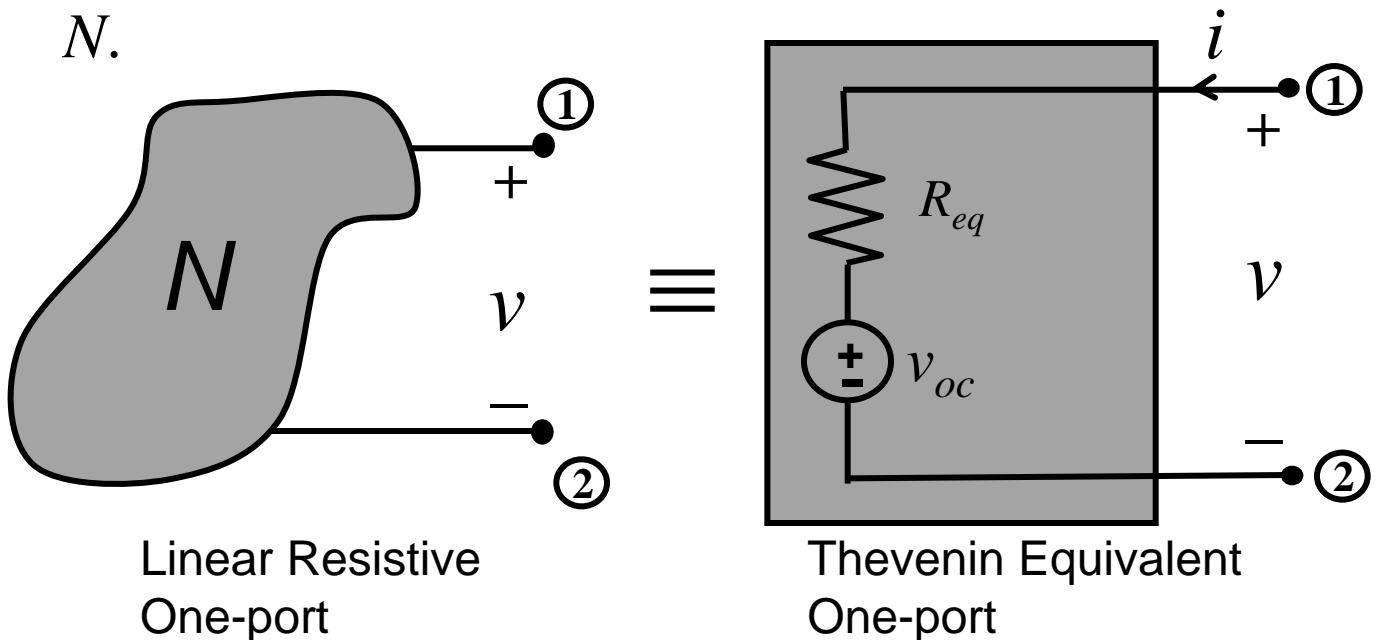 N.
1
+
N
v
−
2
Linear Resistive
One-port
≡
i
1
+
R_eq
v
+
-
v_oc
−
2
Thevenin Equivalent
One-port